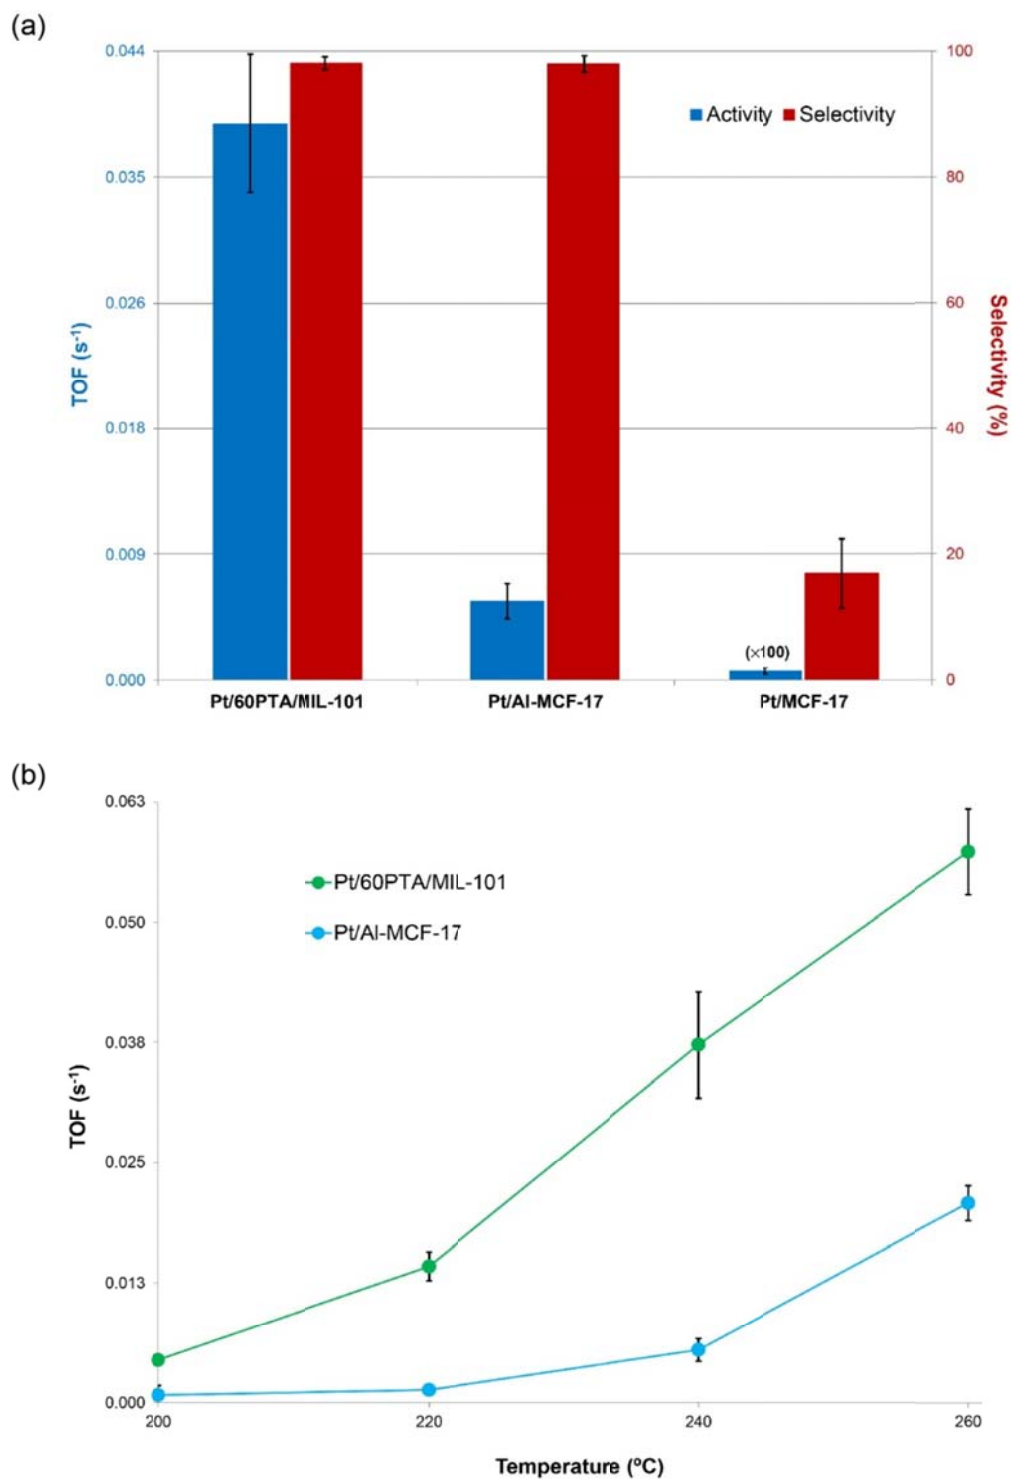 (a)
0.044
100
Activity
Selectivity
0.035
80
0.026
60
TOF (s-1)
Selectivity (%)
0.018
40
0.009
20
(×100)
0.000
0
Pt/60PTA/MIL-101
Pt/Al-MCF-17
Pt/MCF-17
(b)
0.063
Pt/60PTA/MIL-101
0.050
Pt/Al-MCF-17
0.038
TOF (s-1)
0.025
0.013
0.000
200
220
240
260
Temperature (ºC)